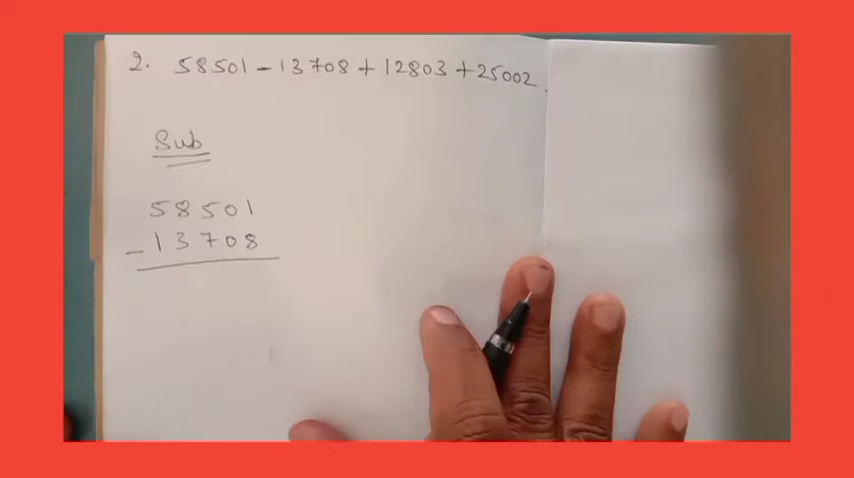 2. 58501 - 13708 + 12803 + 25002.
Sub
58501
- 13708